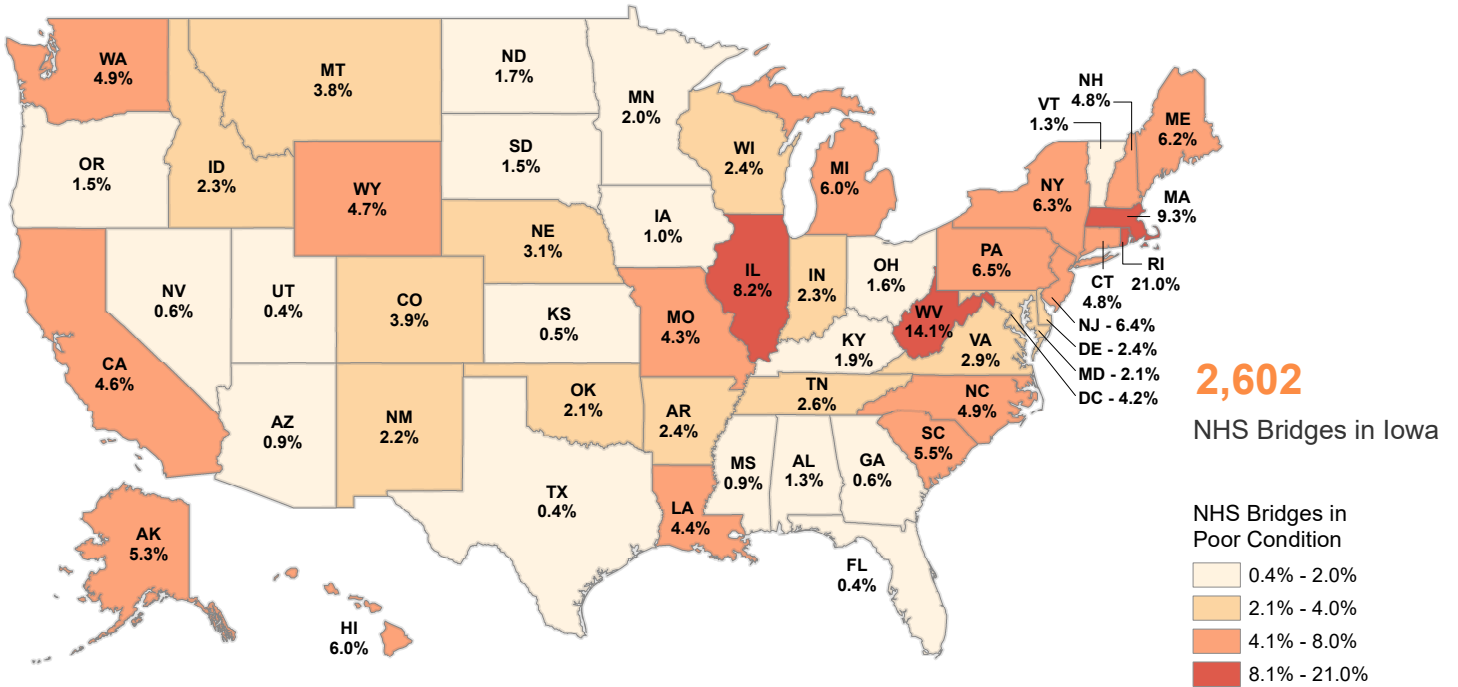 WA
4.9%
MT
3.8%
ND
1.7%
MN
2.0%
NH
4.8%
VT
1.3%
ME
6.2%
OR
1.5%
ID
2.3%
SD
1.5%
WI
2.4%
MI
6.0%
NY
6.3%
MA
9.3%
WY
4.7%
IA
1.0%
NE
3.1%
PA
6.5%
RI
21.0%
CT
4.8%
NV
0.6%
UT
0.4%
CO
3.9%
KS
0.5%
IL
8.2%
IN
2.3%
OH
1.6%
WV
14.1%
MO
4.3%
KY
1.9%
VA
2.9%
NJ - 6.4%
DE - 2.4%
MD - 2.1%
DC - 4.2%
CA
4.6%
AZ
0.9%
NM
2.2%
OK
2.1%
AR
2.4%
TN
2.6%
NC
4.9%
SC
5.5%
MS
0.9%
AL
1.3%
GA
0.6%
TX
0.4%
LA
4.4%
FL
0.4%
AK
5.3%
HI
6.0%
2,602
NHS Bridges in Iowa
NHS Bridges in
Poor Condition
0.4% - 2.0%
2.1% - 4.0%
4.1% - 8.0%
8.1% - 21.0%